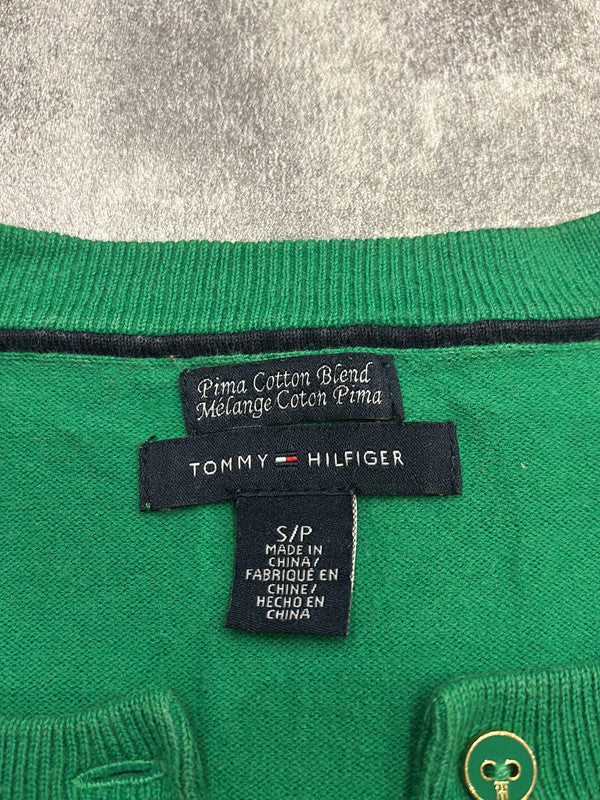 Pima Cotton Blend
Mélange Coton Pima
TOMMY HILFIGER
S/P
MADE IN
CHINA/
FABRIQUÉ EN
CHINE/
HECHO EN
CHINA